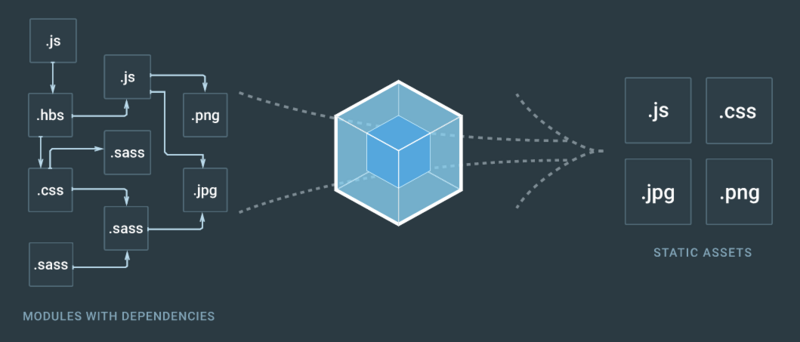 .js
.js
.hbs
.png
.sass
.css
.jpg
.sass
.sass
MODULES WITH DEPENDENCIES
.js
.css
.jpg
.png
STATIC ASSETS